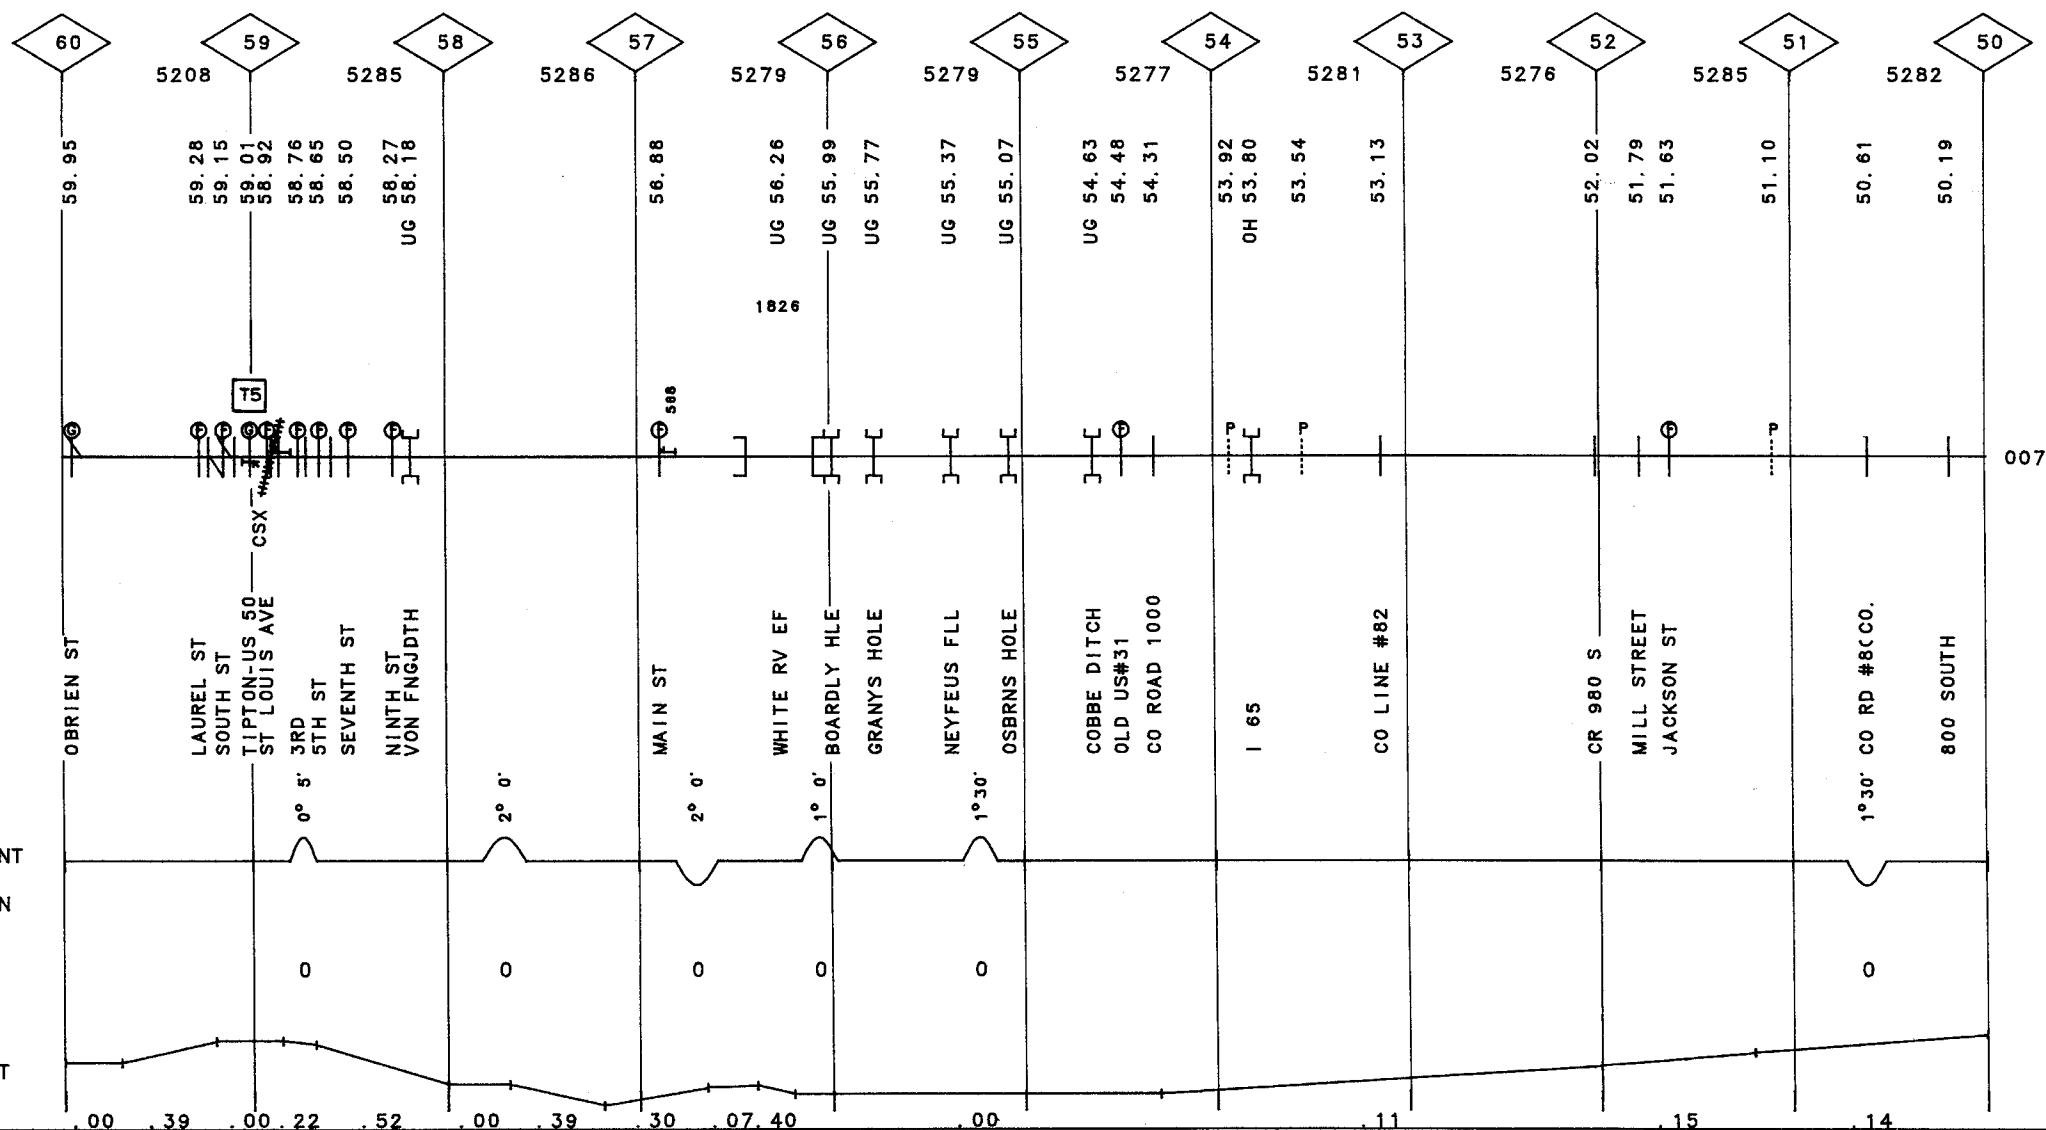 60 59 58 57 56 55 54 53 52 51 50
5208 5285 5286 5279 5279 5277 5281 5276 5285 5282
59.95
59.28
59.15
59.01
58.92
58.76
58.65
58.50
58.27
UG 58.18
56.88
UG 56.26
UG 55.99
UG 55.77
UG 55.37
UG 55.07
UG 54.63
54.48
54.31
53.92
OH 53.80
53.54
53.13
52.02
51.79
51.63
51.10
50.61
50.19
1826
T5
588
G F F G F F F F F F F P P F P
007
CSX
OBRIEN ST
LAUREL ST
SOUTH ST
TIPTON-US 50
ST LOUIS AVE
3RD
5TH ST
SEVENTH ST
NINTH ST
VON FNGJDTH
MAIN ST
WHITE RV EF
BOARDLY HLE
GRANYS HOLE
NEYFEUS FLL
OSBRNS HOLE
COBBE DITCH
OLD US#31
CO ROAD 1000
I 65
CO LINE #82
CR 980 S
MILL STREET
JACKSON ST
CO RD #8(CO.
800 SOUTH
0° 5'
2° 0'
2° 0'
1° 0'
1°30'
1°30'
NT
N
0 0 0 0 0 0
T
.00 .39 .00 .22 .52 .00 .39 .30 .07 .40 .00 .11 .15 .14